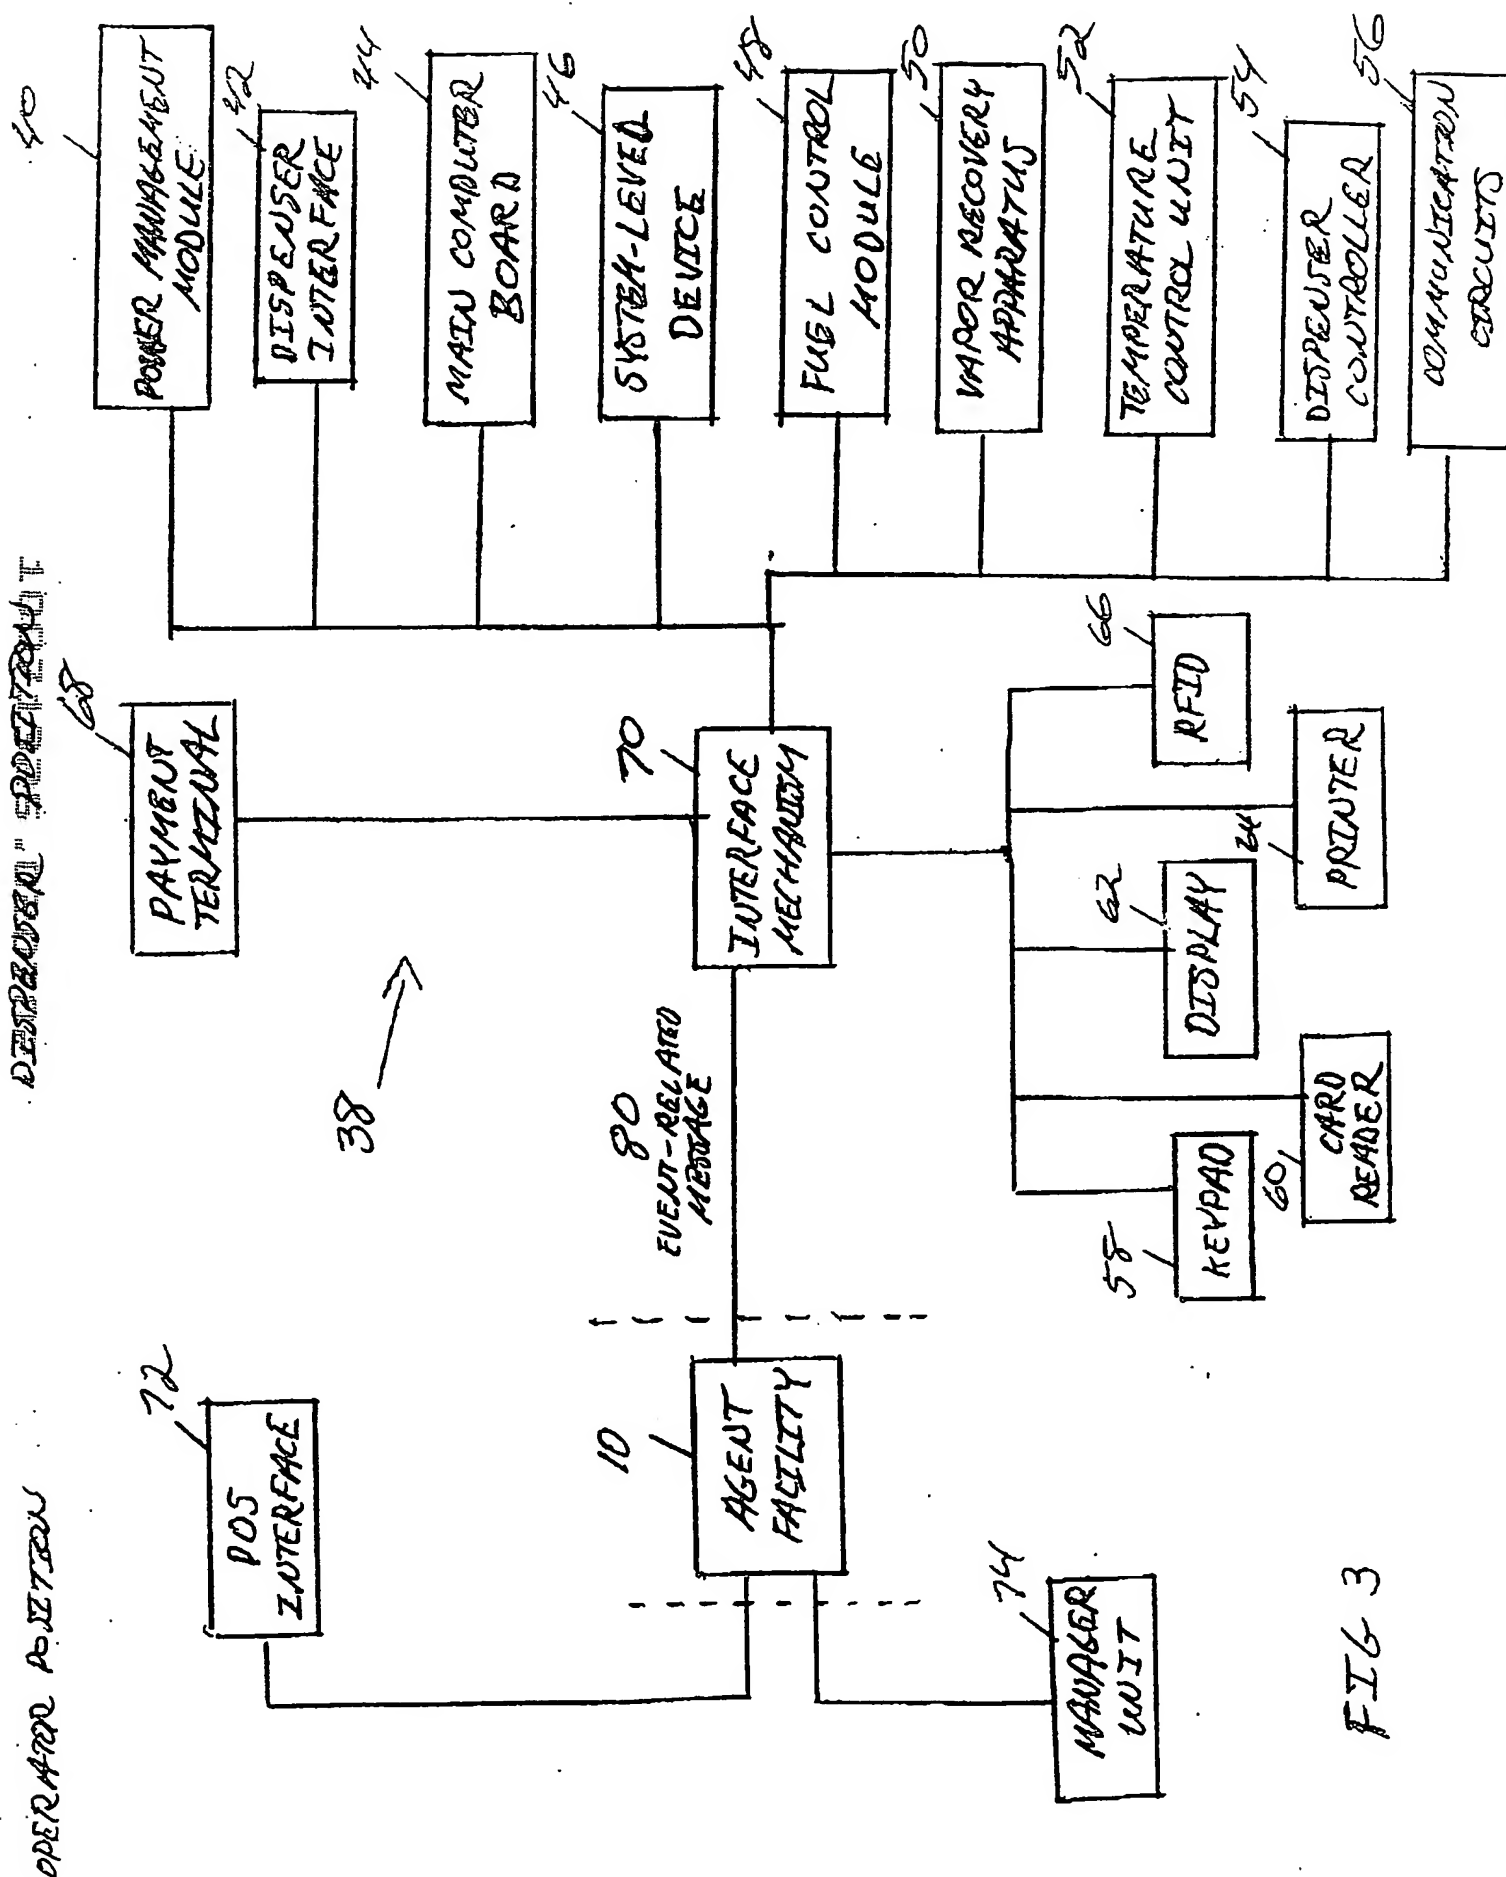 OPERATOR POSITION
DISPENSER POSITION
40
POWER MANAGEMENT
MODULE
42
DISPENSER
INTERFACE
44
MAIN COMPUTER
BOARD
46
SYSTEM-LEVEL
DEVICE
48
FUEL CONTROL
MODULE
50
VAPOR RECOVERY
APPARATUS
52
TEMPERATURE
CONTROL UNIT
54
DISPENSER
CONTROLLER
56
COMMUNICATION
CIRCUITS
68
PAYMENT
TERMINAL
38
70
INTERFACE
MECHANISM
80
EVENT-RELATED
MESSAGE
72
POS
INTERFACE
10
AGENT
FACILITY
74
MANAGER
UNIT
58
KEYPAD
60
CARD
READER
62
DISPLAY
PRINTER
66
RFID
FIG 3